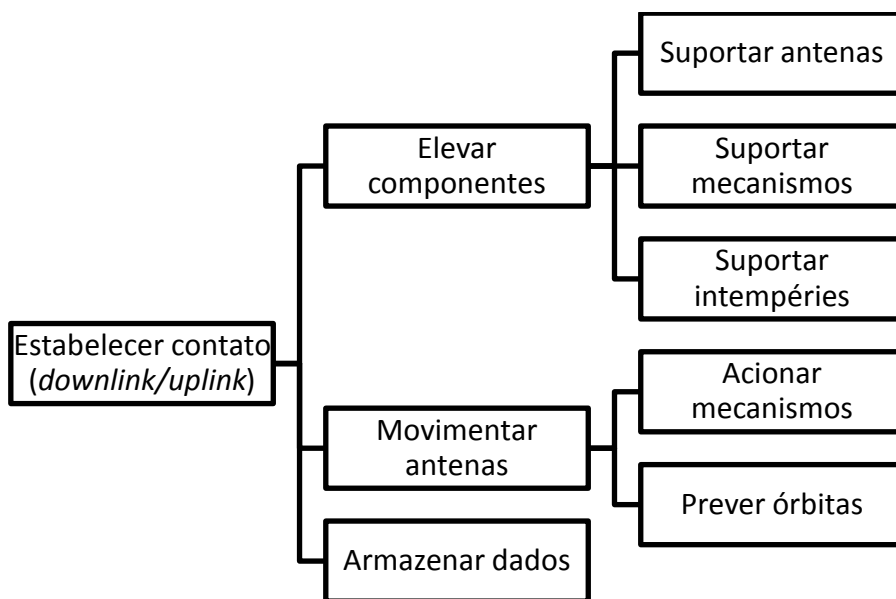 Estabelecer contato
(downlink/uplink)
Elevar
componentes
Suportar antenas
Suportar
mecanismos
Suportar
intempéries
Movimentar
antenas
Acionar
mecanismos
Prever órbitas
Armazenar dados